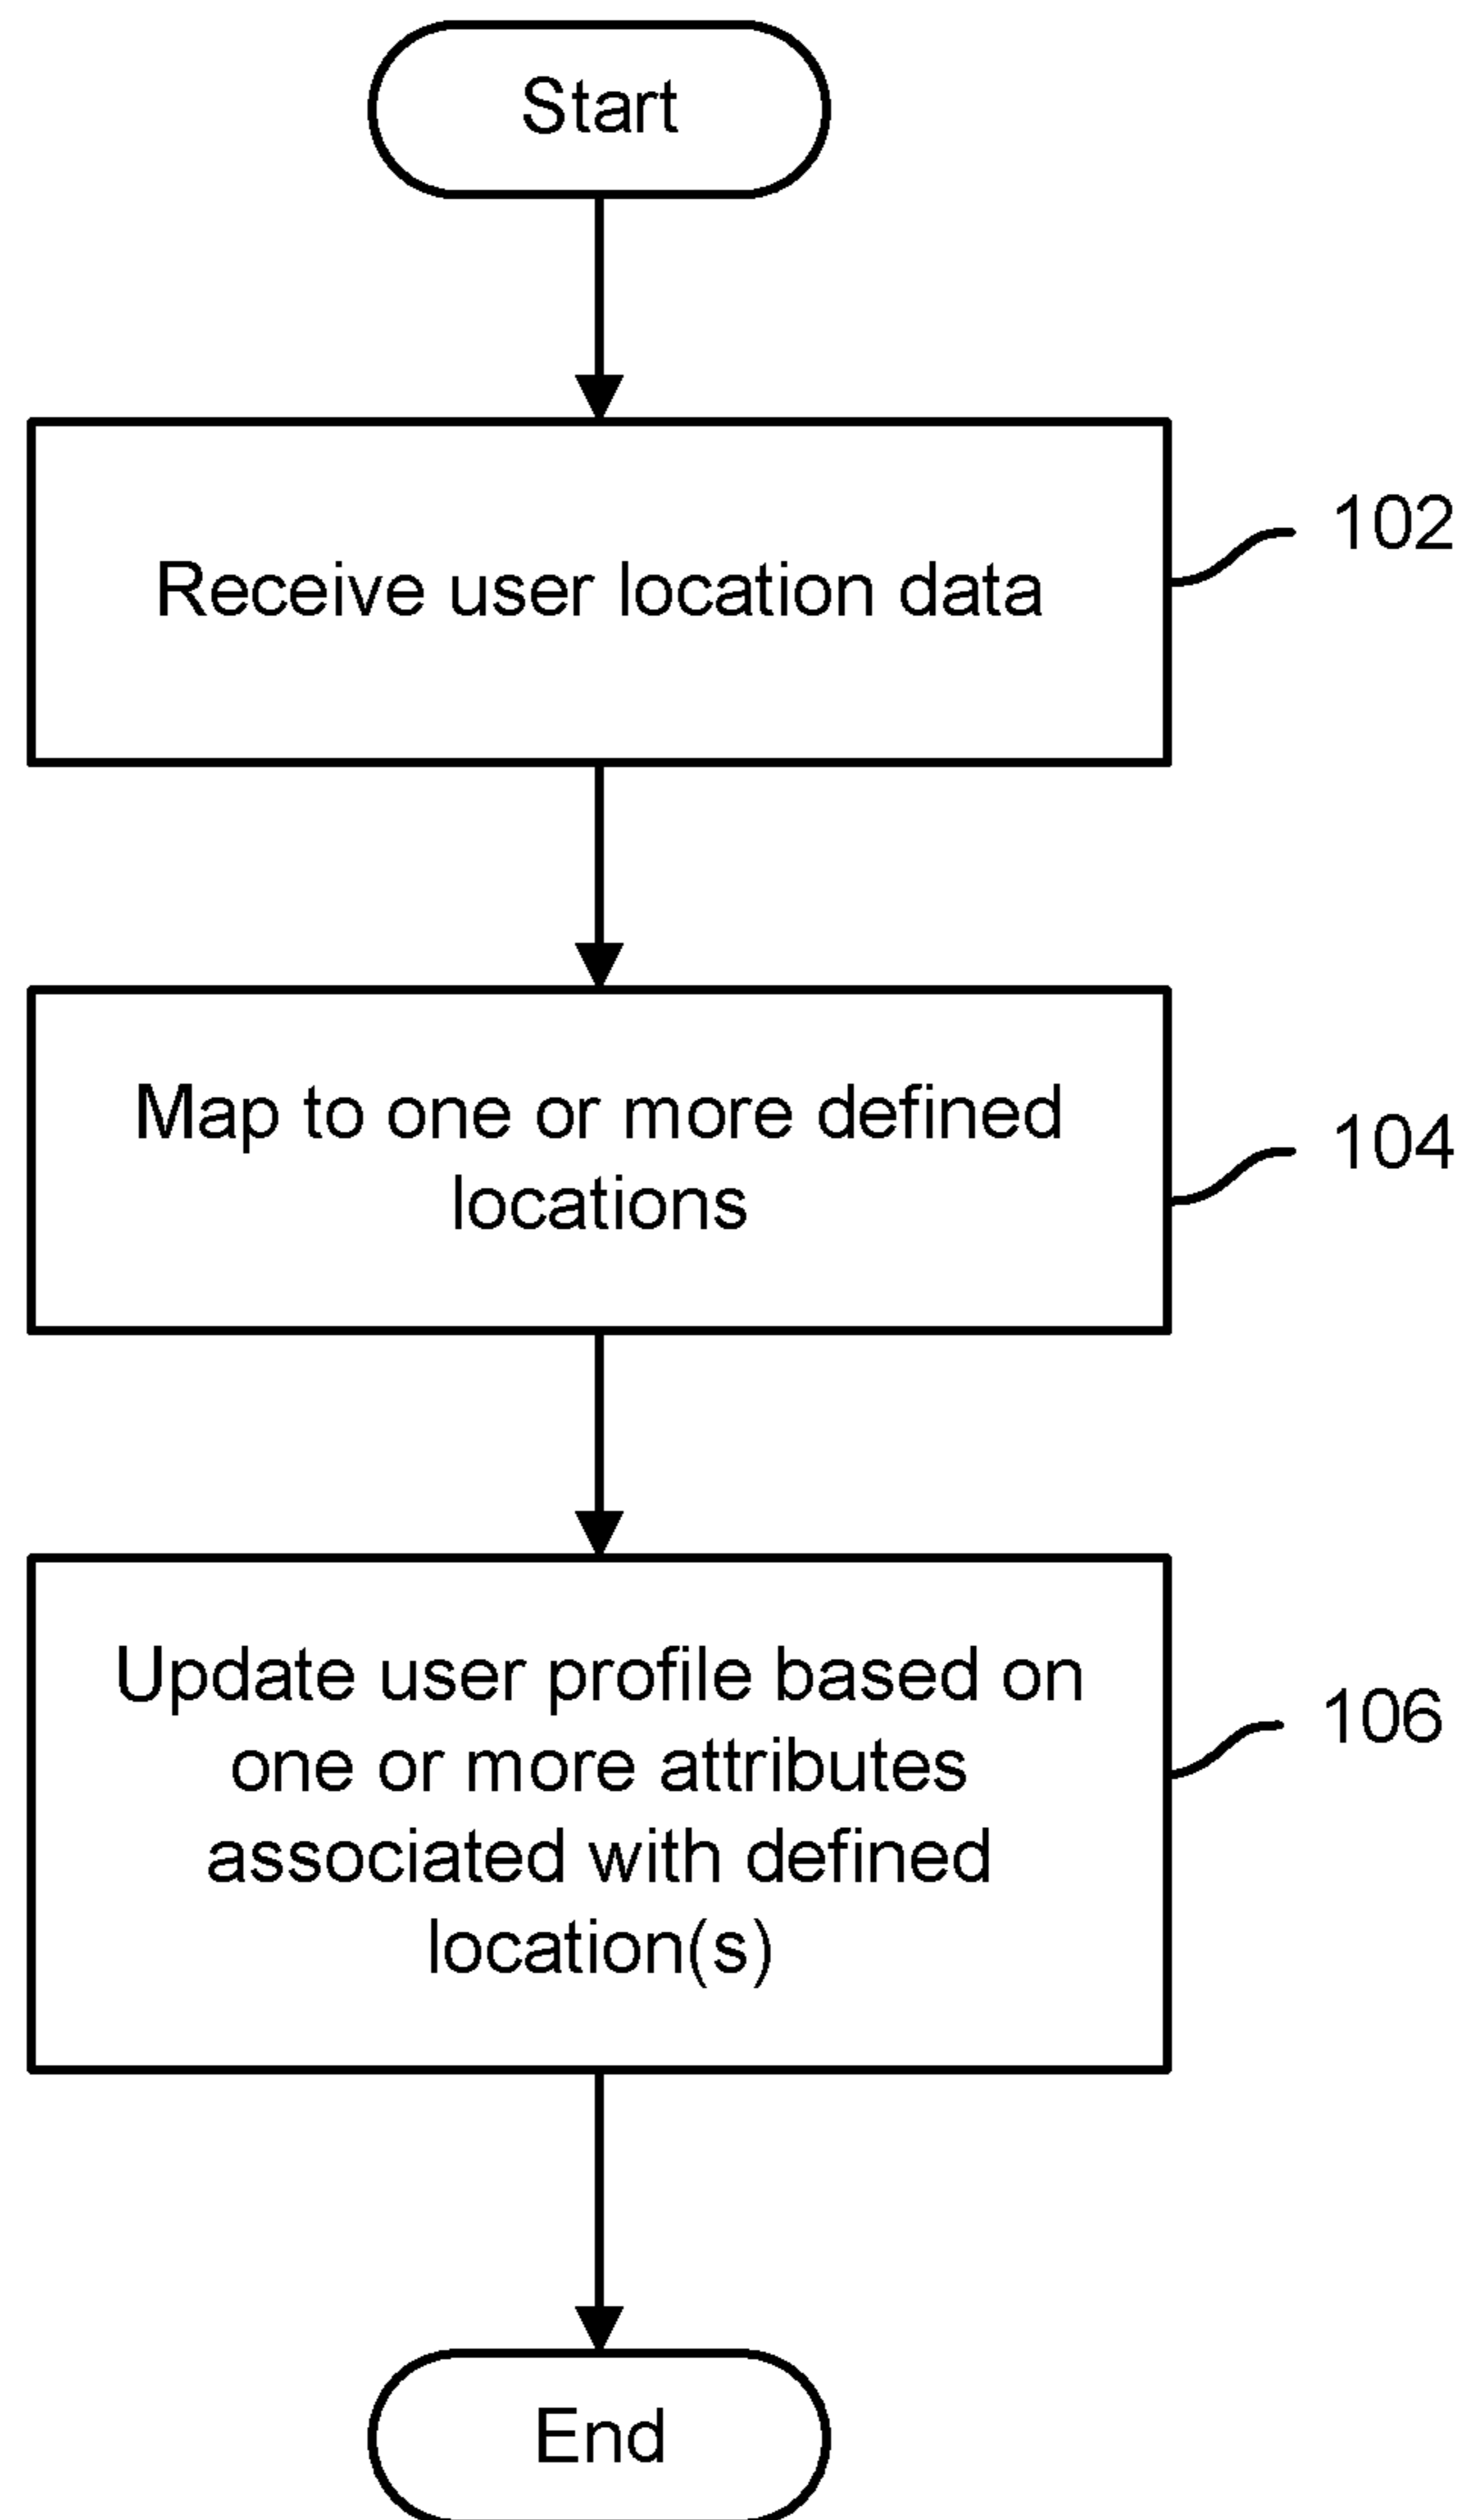 Start
Receive user location data
102
Map to one or more defined
locations
104
Update user profile based on
one or more attributes
associated with defined
location(s)
106
End